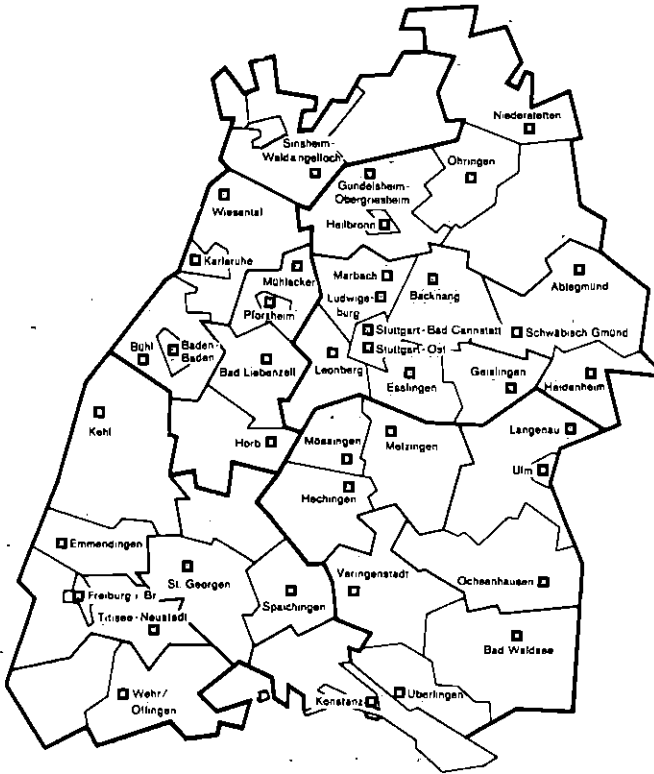 Niederstetten
Sinsheim-
Waldangelloch
Öhringen
Gundelsheim-
Obergriesheim
Wiesental
Heilbronn
Karlsruhe
Mühlacker
Marbach
Backnang
Abtsgmünd
Ludwigs-
burg
Pforzheim
Stuttgart-Bad Cannstatt
Schwäbisch Gmünd
Stuttgart-Ost
Bühl
Baden-
Baden
Bad Liebenzell
Leonberg
Esslingen
Geislingen
Heidenheim
Kehl
Horb
Mössingen
Metzingen
Langenau
Ulm
Hechingen
Emmendingen
St. Georgen
Veringenstadt
Ochsenhausen
Freiburg i. Br.
Spaichingen
Titisee-Neustadt
Bad Waldsee
Wehr/
Öflingen
Konstanz
Überlingen